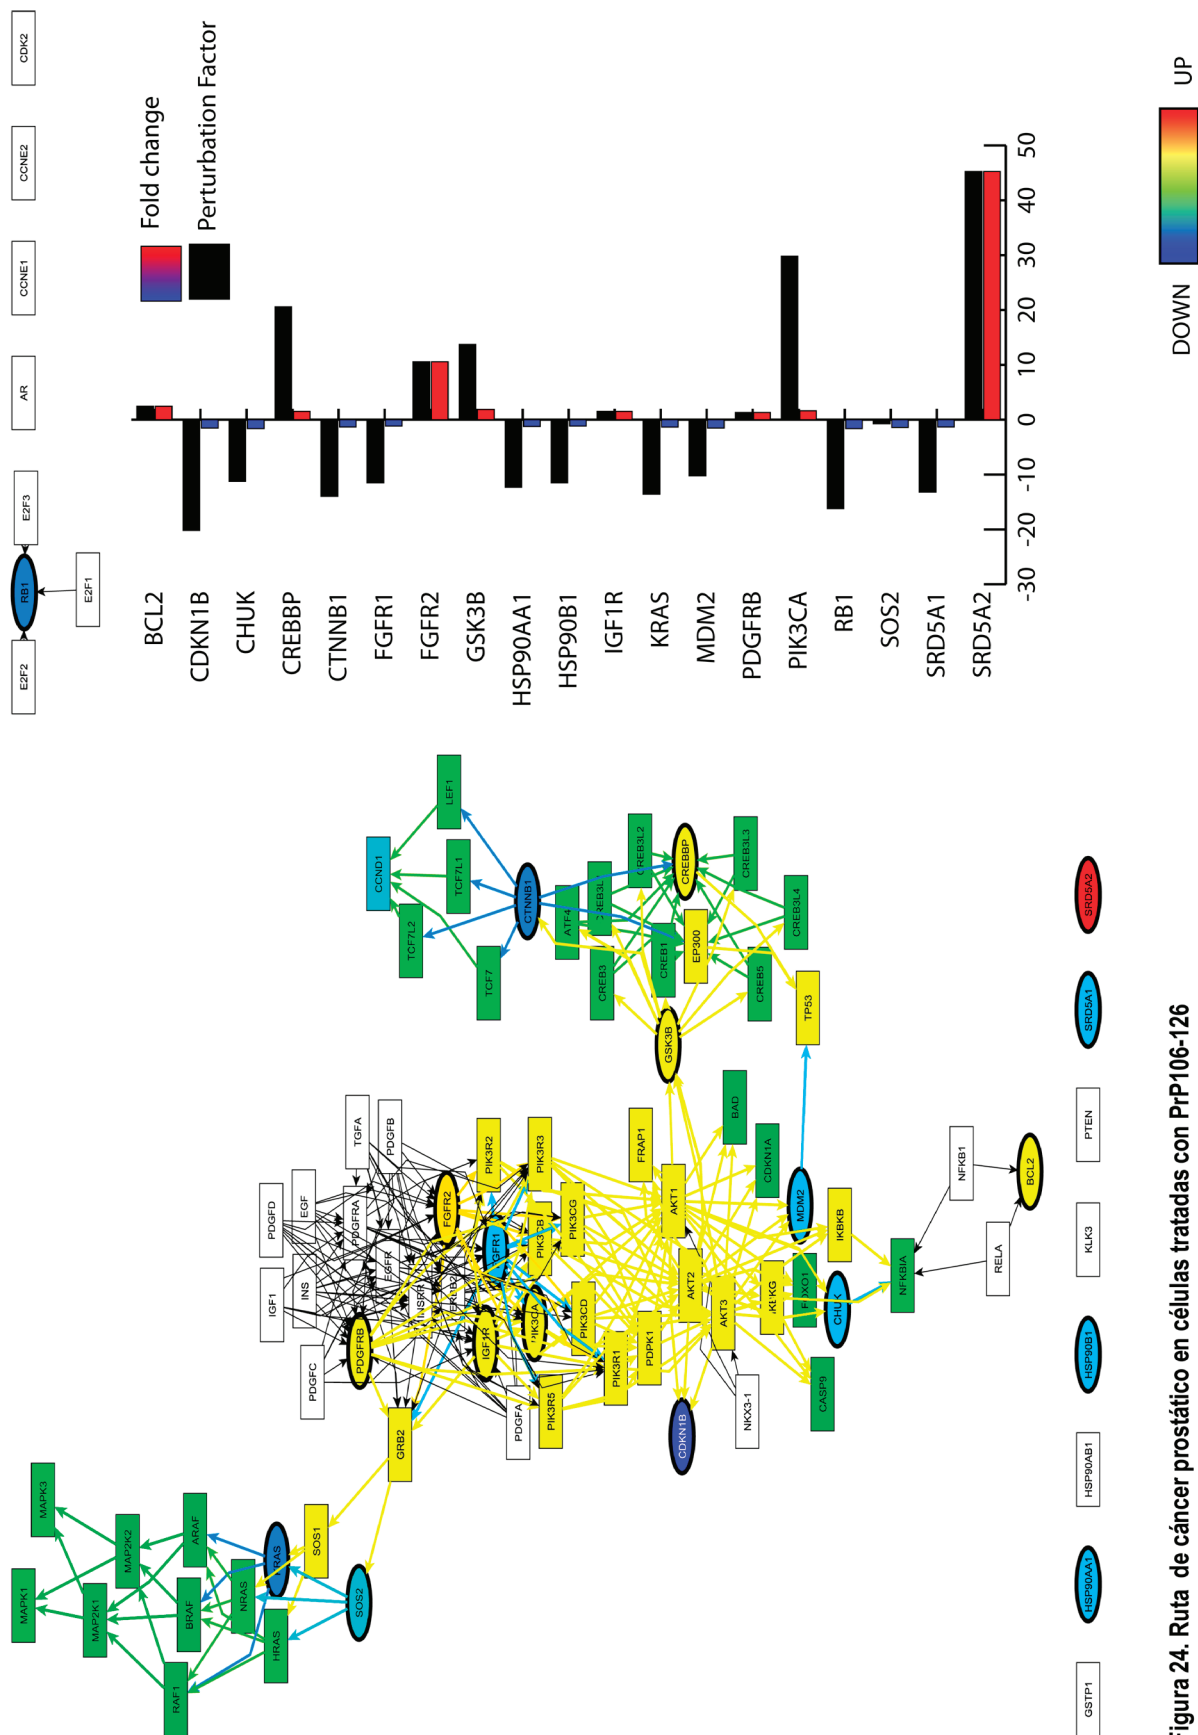 MAPK1
MAPK3
MAP2K1
MAP2K2
RAF1
BRAF
ARAF
HRAS
NRAS
SOS1
SOS2
GRB2
PDGFC
IGF1
PDGFD
INS
EGF
TGFA
PDGFB
PDGFRA
EGFR
PDGFRB
FGFR2
IGF1R
PIK3CA
PDGFA
PIK3R2
PIK3R3
PIK3CB
PIK3CG
PIK3CD
PIK3R5
PIK3R1
PDPK1
FRAP1
AKT1
AKT2
AKT3
CDKN1B
NKX3-1
CASP9
BAD
CDKN1A
MDM2
IKBKB
FOXO1
CHUK
NFKBIA
RELA
NFKB1
BCL2
CCND1
LEF1
TCF7L1
TCF7L2
TCF7
CTNNB1
ATF4
CREB3L2
CREB3
CREB1
CREBBP
CREB3L3
EP300
CREB3L4
CREB5
GSK3B
TP53
E2F2
RB1
E2F3
E2F1
AR
CCNE1
CCNE2
CDK2
Fold change
Perturbation Factor
BCL2
CDKN1B
CHUK
CREBBP
CTNNB1
FGFR1
FGFR2
GSK3B
HSP90AA1
HSP90B1
IGF1R
KRAS
MDM2
PDGFRB
PIK3CA
RB1
SOS2
SRD5A1
SRD5A2
-30 -20 -10 0 10 20 30 40 50
DOWN UP
GSTP1
HSP90AA1
HSP90AB1
HSP90B1
KLK3
PTEN
SRD5A1
SRD5A2
igura 24. Ruta de cáncer prostático en células tratadas con PrP106-126